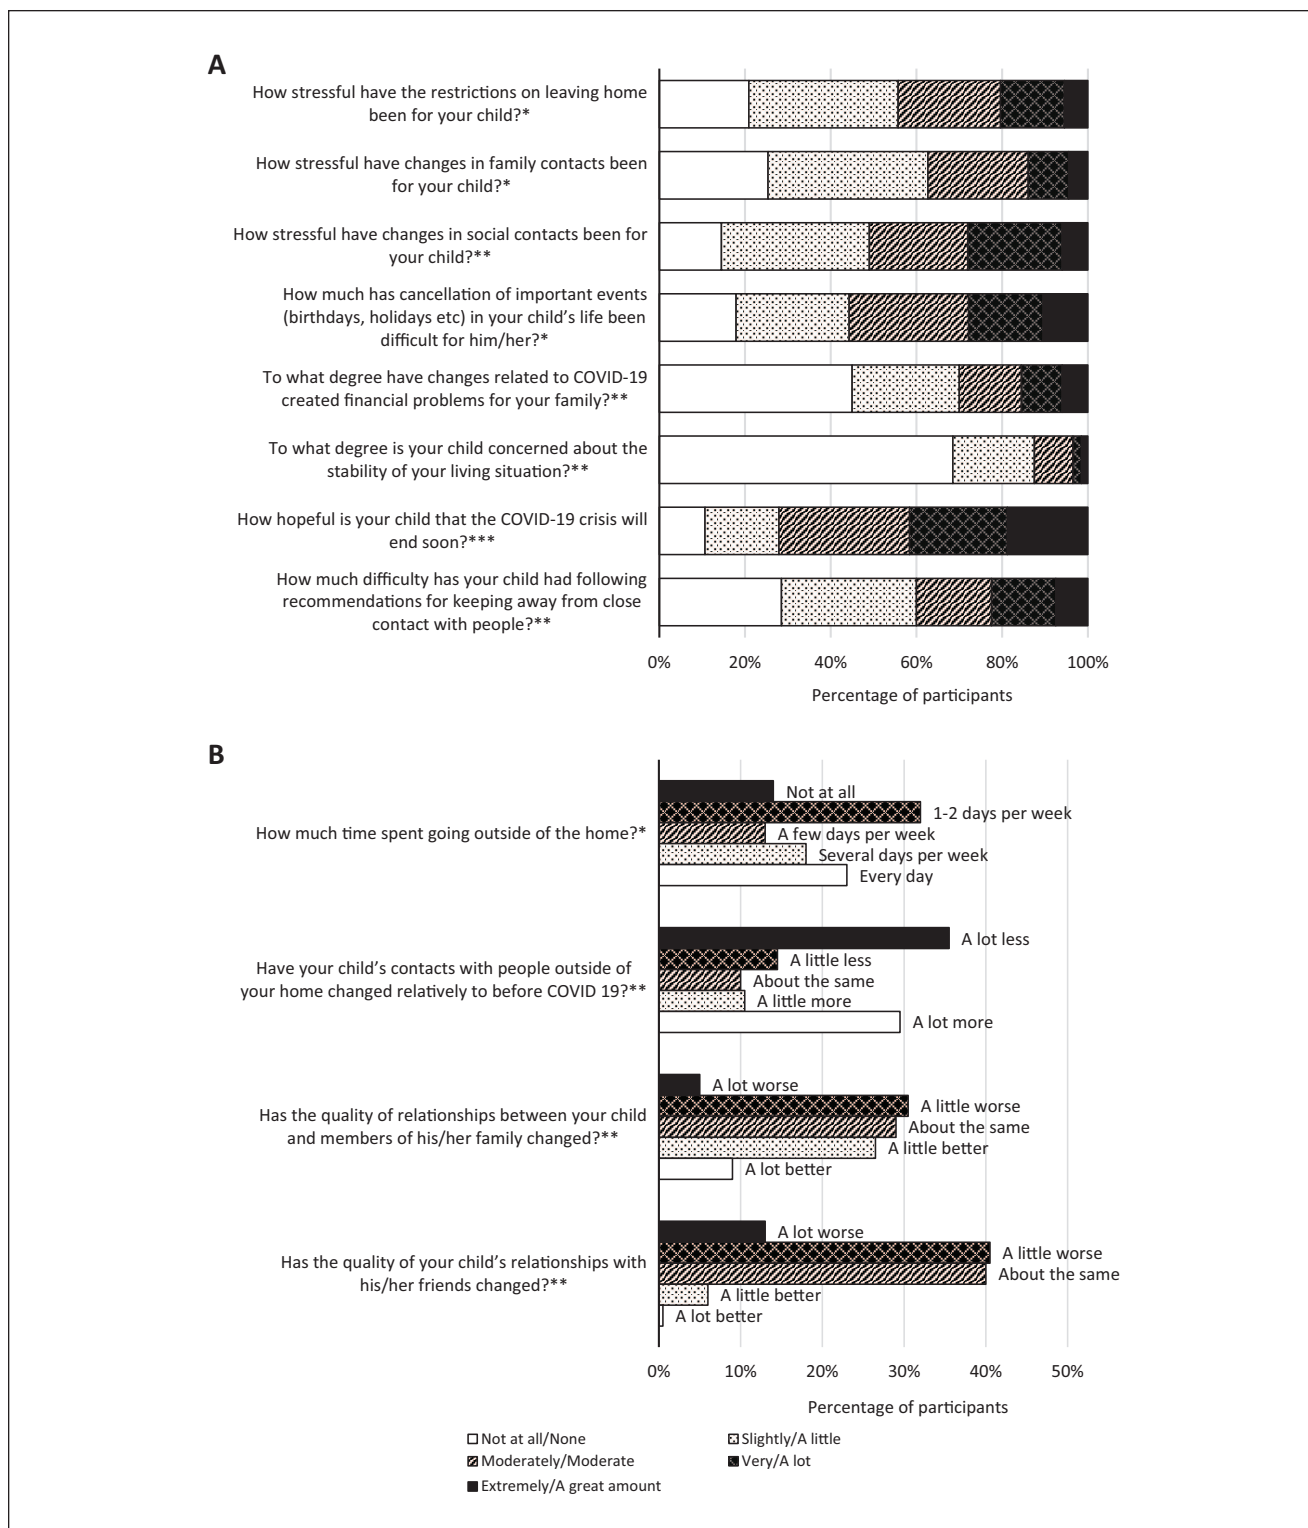 A
How stressful have the restrictions on leaving home
been for your child?*
How stressful have changes in family contacts been
for your child?*
How stressful have changes in social contacts been for
your child?**
How much has cancellation of important events
(birthdays, holidays etc) in your child's life been
difficult for him/her?*
To what degree have changes related to COVID-19
created financial problems for your family?**
To what degree is your child concerned about the
stability of your living situation?**
How hopeful is your child that the COVID-19 crisis will
end soon?***
How much difficulty has your child had following
recommendations for keeping away from close
contact with people?**
0% 20% 40% 60% 80% 100%
Percentage of participants
B
Not at all
1-2 days per week
How much time spent going outside of the home?*
A few days per week
Several days per week
Every day
A lot less
A little less
Have your child's contacts with people outside of
your home changed relatively to before COVID 19?**
About the same
A little more
A lot more
A lot worse
A little worse
Has the quality of relationships between your child
and members of his/her family changed?**
About the same
A little better
A lot better
A lot worse
A little worse
Has the quality of your child's relationships with
his/her friends changed?**
About the same
A little better
A lot better
0% 10% 20% 30% 40% 50%
Percentage of participants
Not at all/None Slightly/A little
Moderately/Moderate Very/A lot
Extremely/A great amount